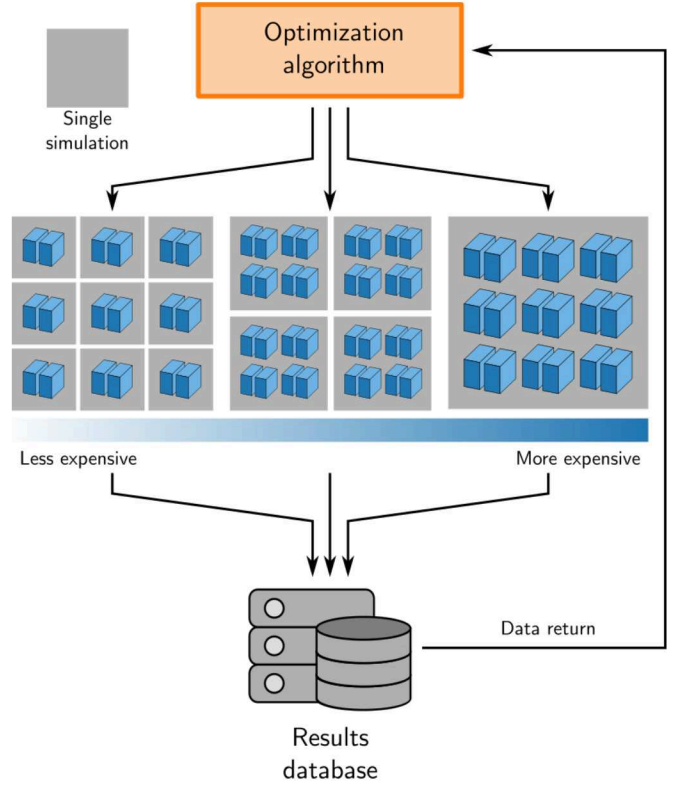 Optimization
algorithm
Single
simulation
Less expensive
More expensive
Data return
Results
database